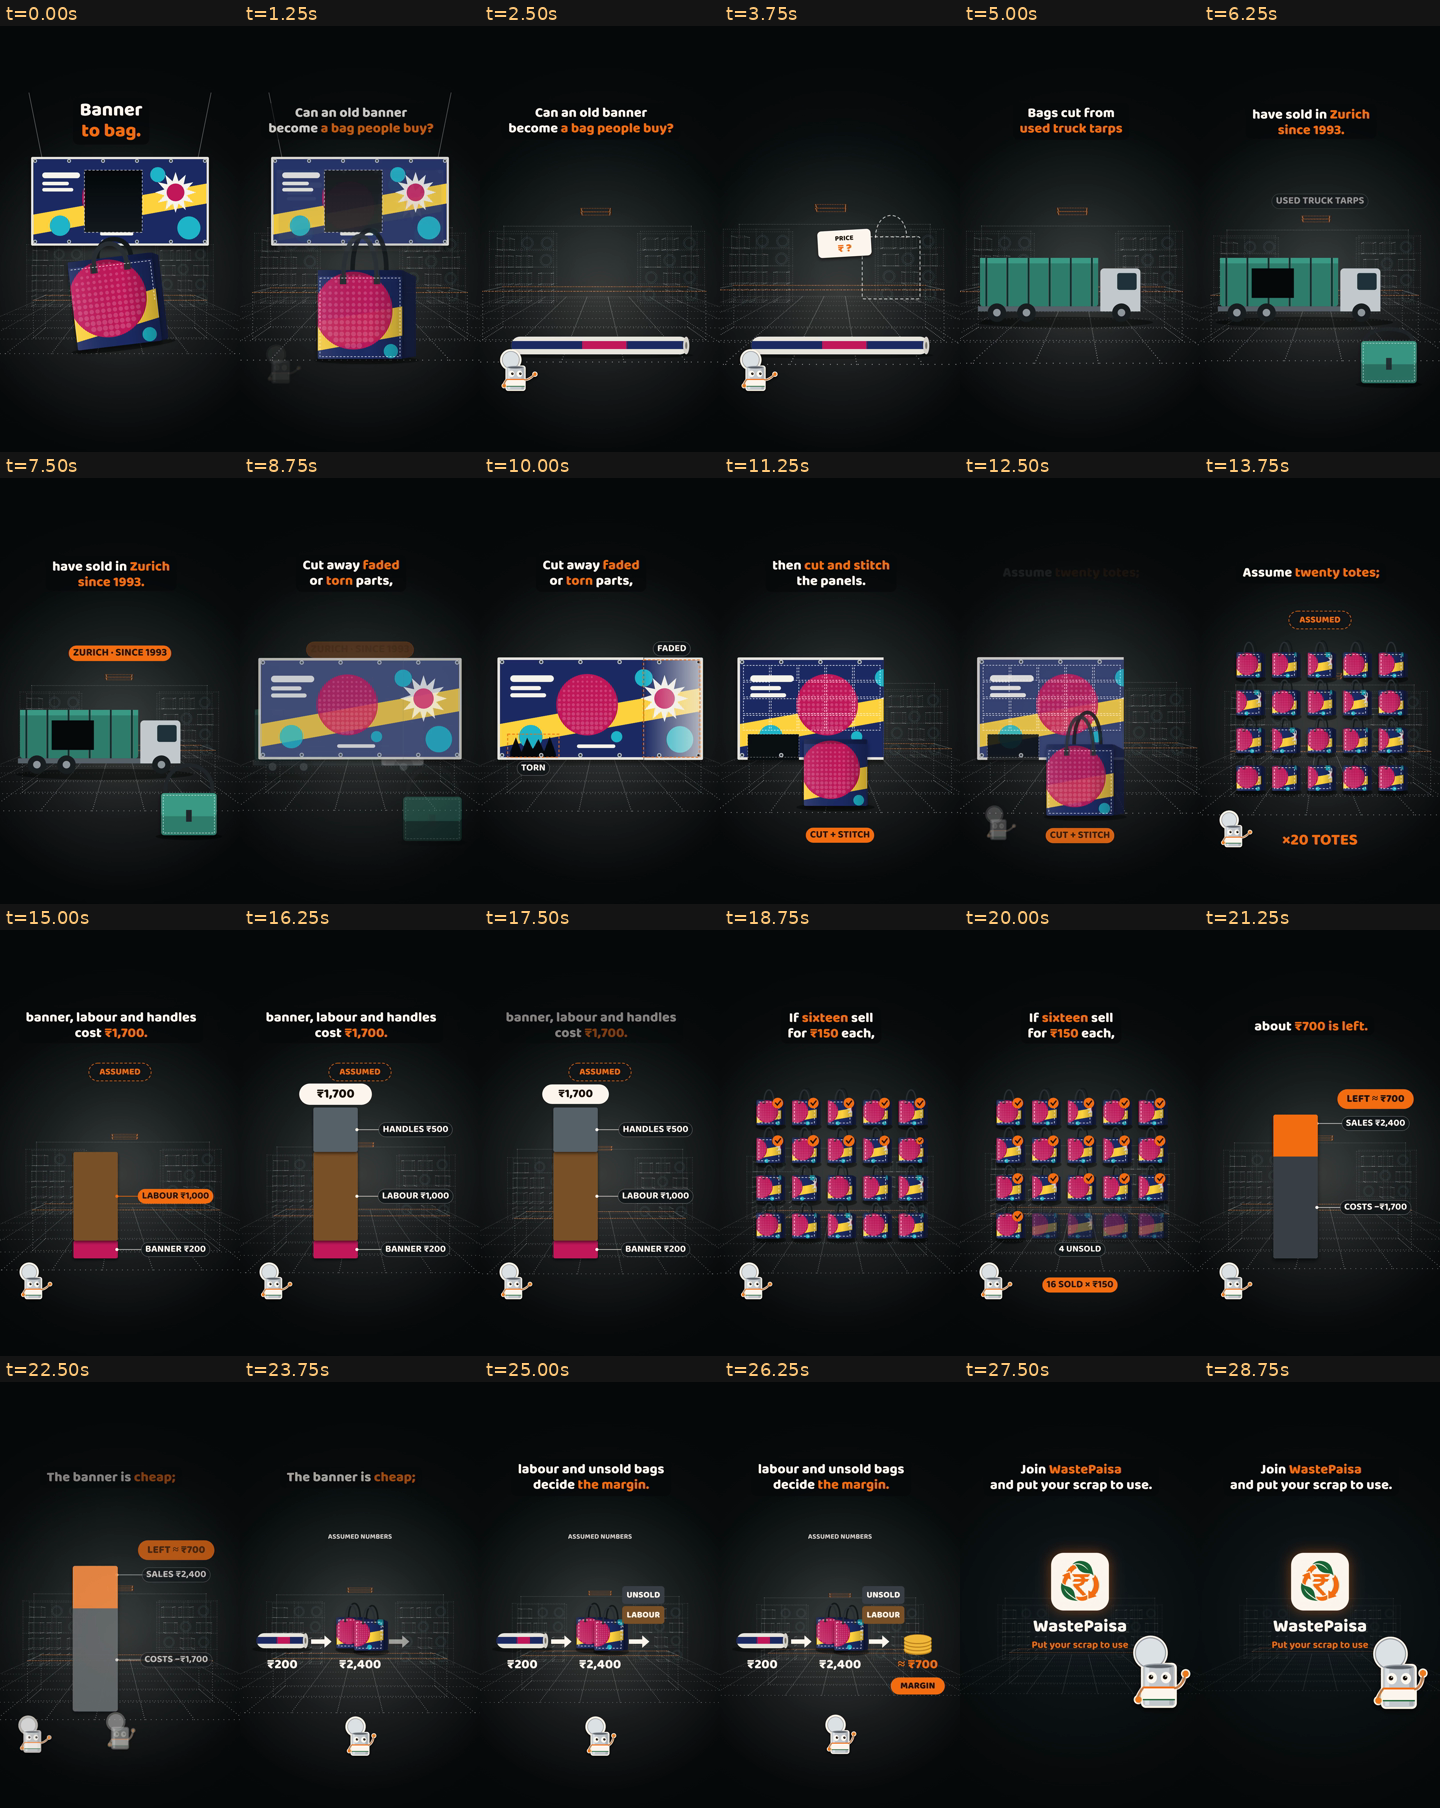 t=0.00s
t=1.25s
t=2.50s
t=3.75s
t=5.00s
t=6.25s
Banner
to bag.
Can an old banner
become a bag people buy?
Can an old banner
become a bag people buy?
PRICE
₹ ?
Bags cut from
used truck tarps
have sold in Zurich
since 1993.
USED TRUCK TARPS
t=7.50s
t=8.75s
t=10.00s
t=11.25s
t=12.50s
t=13.75s
have sold in Zurich
since 1993.
ZURICH · SINCE 1993
Cut away faded
or torn parts,
ZURICH · SINCE 1993
Cut away faded
or torn parts,
FADED
TORN
then cut and stitch
the panels.
CUT + STITCH
Assume twenty totes;
CUT + STITCH
Assume twenty totes;
ASSUMED
×20 TOTES
t=15.00s
t=16.25s
t=17.50s
t=18.75s
t=20.00s
t=21.25s
banner, labour and handles
cost ₹1,700.
ASSUMED
LABOUR ₹1,000
BANNER ₹200
banner, labour and handles
cost ₹1,700.
ASSUMED
₹1,700
HANDLES ₹500
LABOUR ₹1,000
BANNER ₹200
banner, labour and handles
cost ₹1,700.
ASSUMED
₹1,700
HANDLES ₹500
LABOUR ₹1,000
BANNER ₹200
If sixteen sell
for ₹150 each,
If sixteen sell
for ₹150 each,
4 UNSOLD
16 SOLD × ₹150
about ₹700 is left.
LEFT ≈ ₹700
SALES ₹2,400
COSTS −₹1,700
t=22.50s
t=23.75s
t=25.00s
t=26.25s
t=27.50s
t=28.75s
The banner is cheap;
LEFT ≈ ₹700
SALES ₹2,400
COSTS −₹1,700
The banner is cheap;
ASSUMED NUMBERS
₹200
₹2,400
labour and unsold bags
decide the margin.
ASSUMED NUMBERS
UNSOLD
LABOUR
₹200
₹2,400
labour and unsold bags
decide the margin.
ASSUMED NUMBERS
UNSOLD
LABOUR
₹200
₹2,400
≈ ₹700
MARGIN
Join WastePaisa
and put your scrap to use.
₹
WastePaisa
Put your scrap to use
Join WastePaisa
and put your scrap to use.
₹
WastePaisa
Put your scrap to use